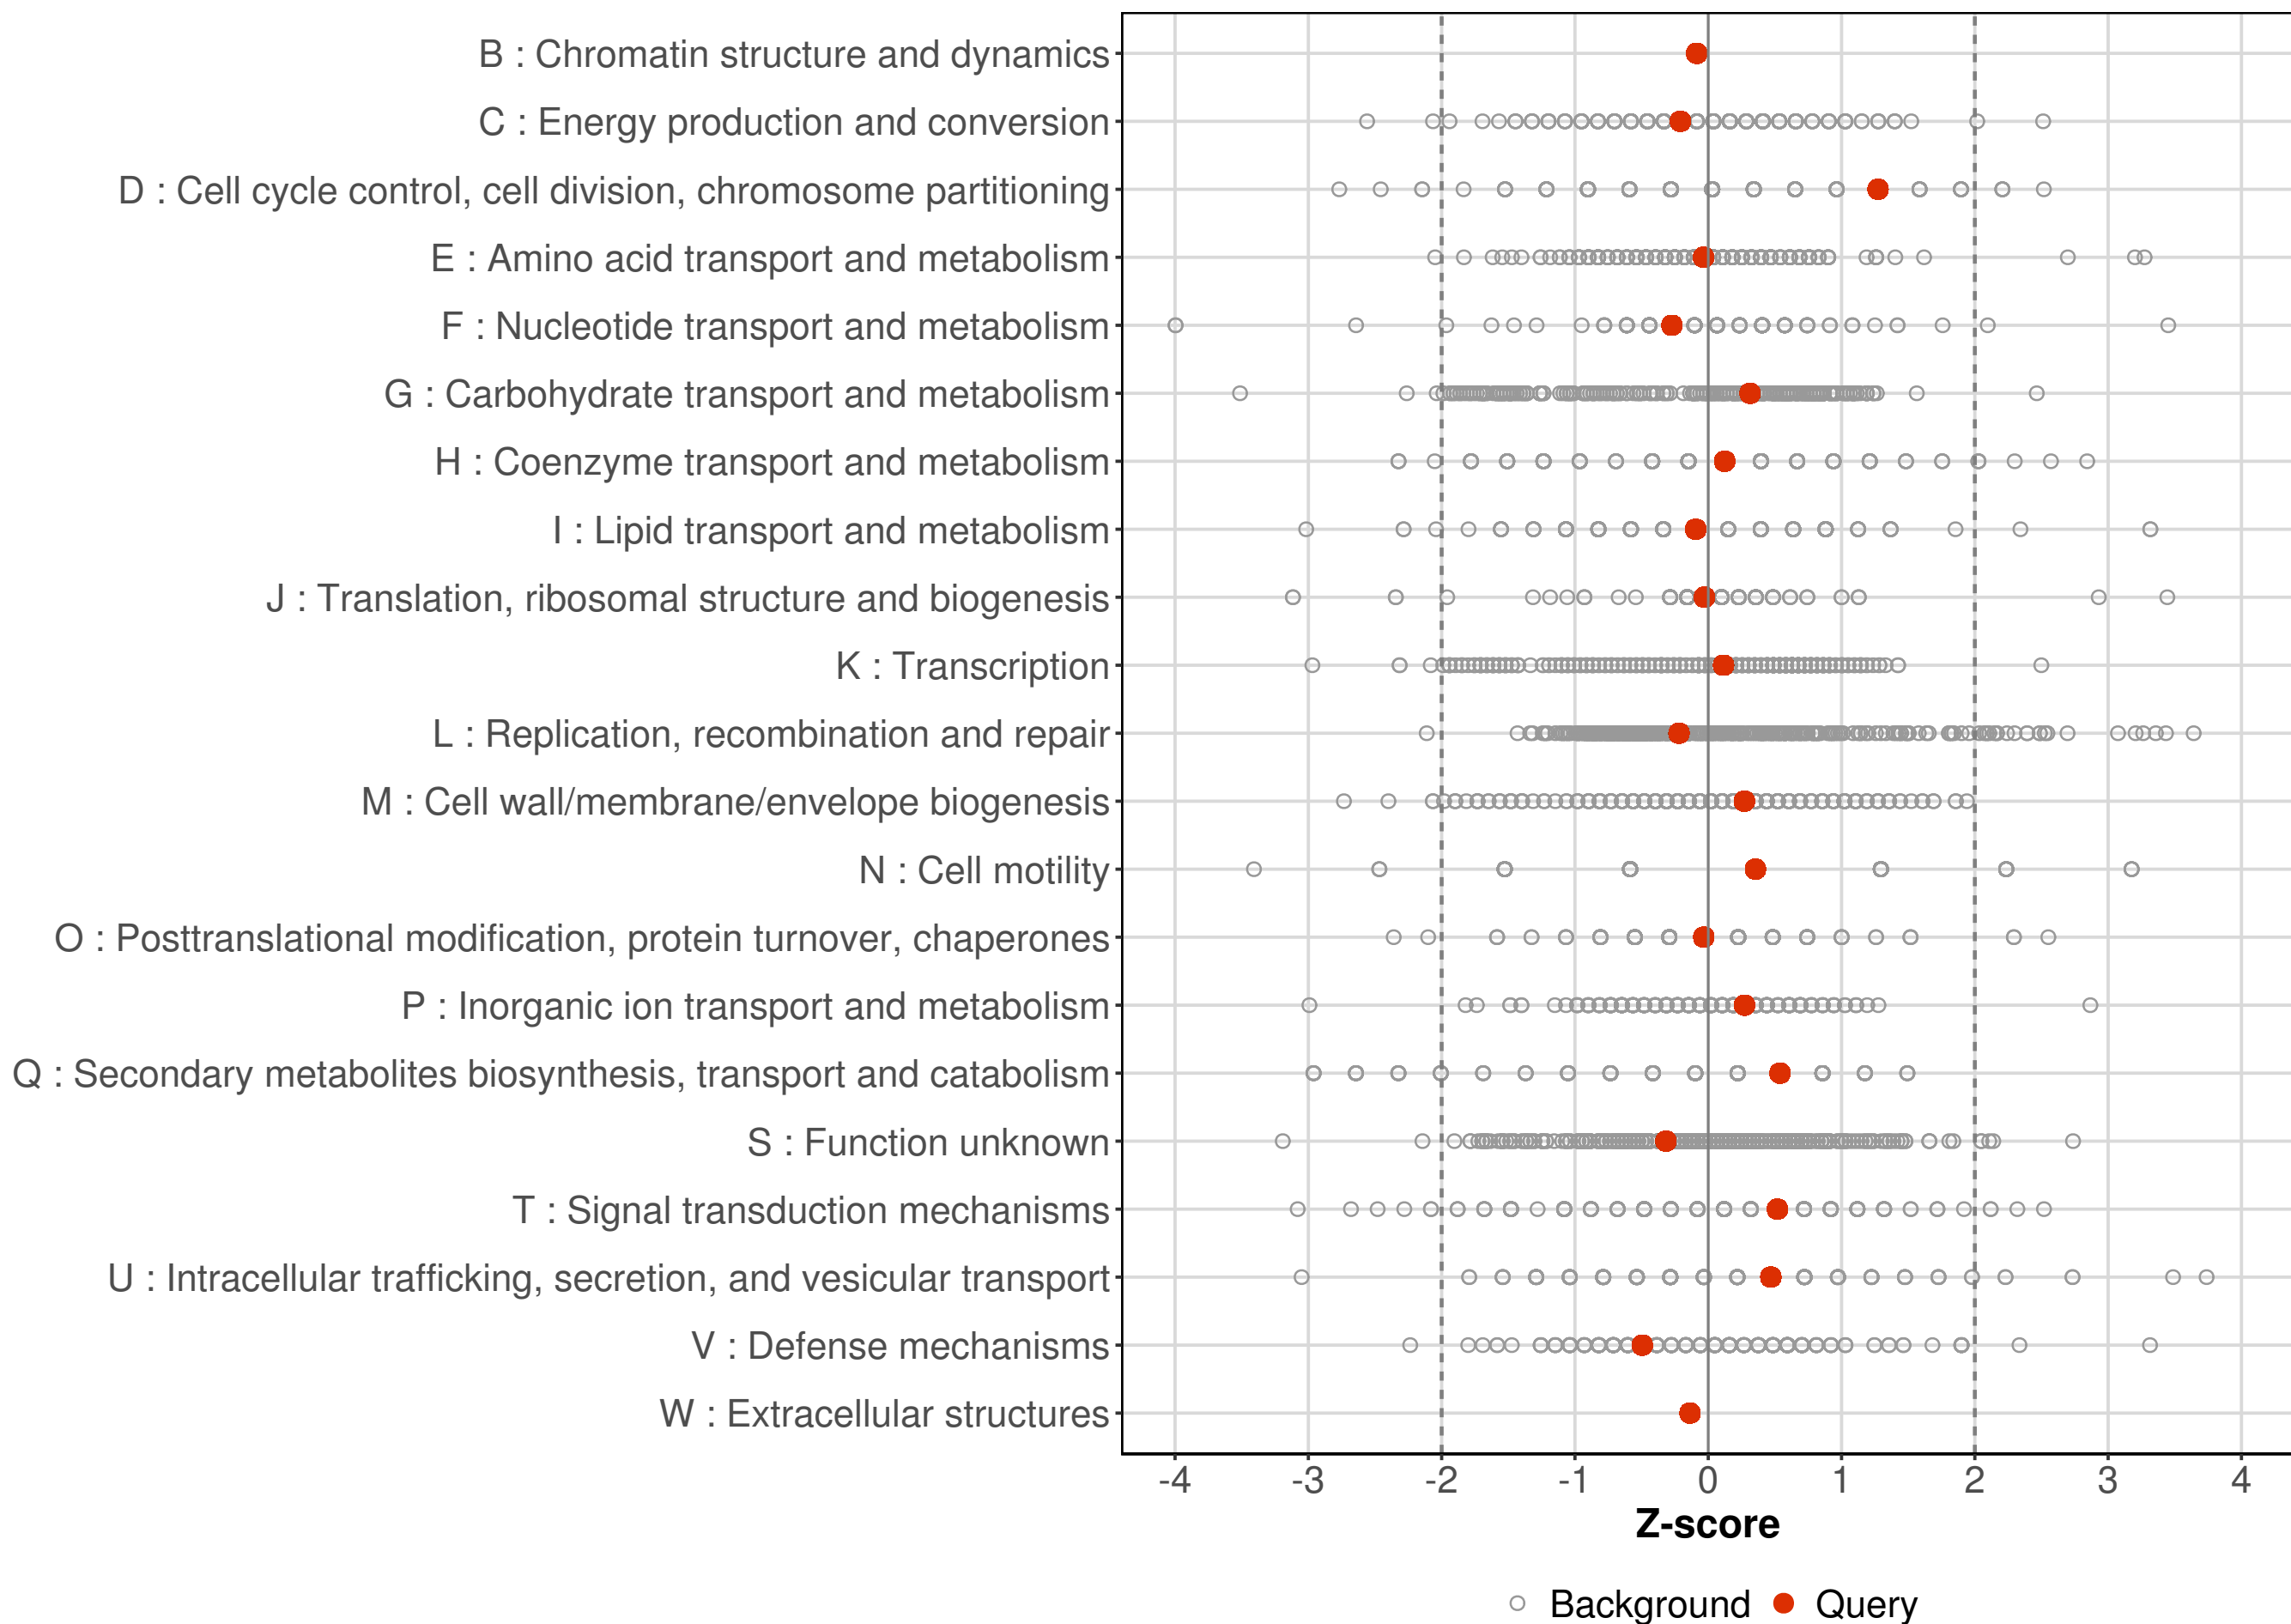 B : Chromatin structure and dynamics
C : Energy production and conversion
D : Cell cycle control, cell division, chromosome partitioning
E : Amino acid transport and metabolism
F : Nucleotide transport and metabolism
G : Carbohydrate transport and metabolism
H : Coenzyme transport and metabolism
I : Lipid transport and metabolism
J : Translation, ribosomal structure and biogenesis
K : Transcription
L : Replication, recombination and repair
M : Cell wall/membrane/envelope biogenesis
N : Cell motility
O : Posttranslational modification, protein turnover, chaperones
P : Inorganic ion transport and metabolism
Q : Secondary metabolites biosynthesis, transport and catabolism
S : Function unknown
T : Signal transduction mechanisms
U : Intracellular trafficking, secretion, and vesicular transport
V : Defense mechanisms
W : Extracellular structures
-4 -3 -2 -1 0 1 2 3 4
Z-score
Background Query